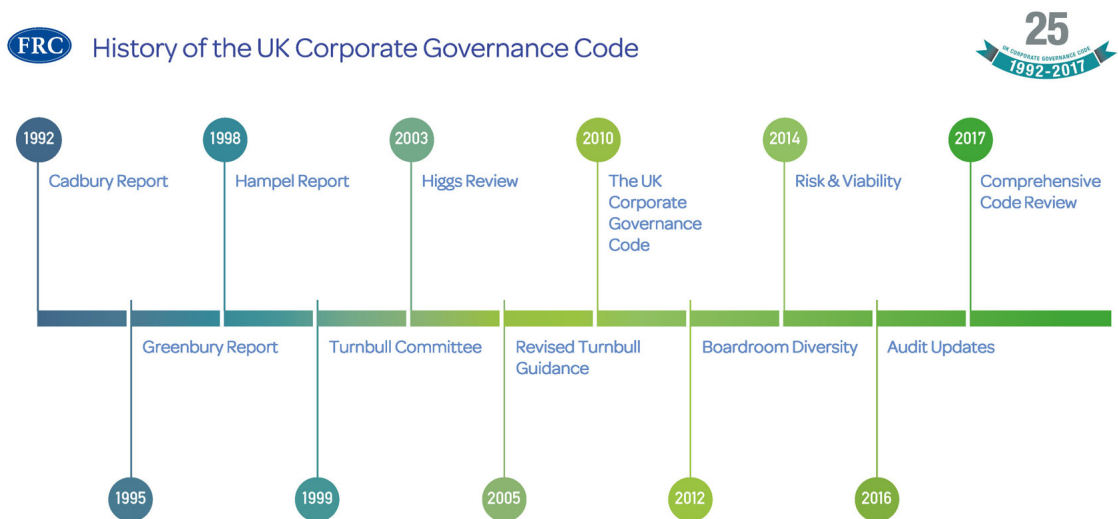 FRC
History of the UK Corporate Governance Code
25
UK CORPORATE GOVERNANCE CODE
1992-2017
1992
1998
2003
2010
2014
2017
Cadbury Report
Hampel Report
Higgs Review
The UK
Corporate
Governance
Code
Risk & Viability
Comprehensive
Code Review
Greenbury Report
Turnbull Committee
Revised Turnbull
Guidance
Boardroom Diversity
Audit Updates
1995
1999
2005
2012
2016